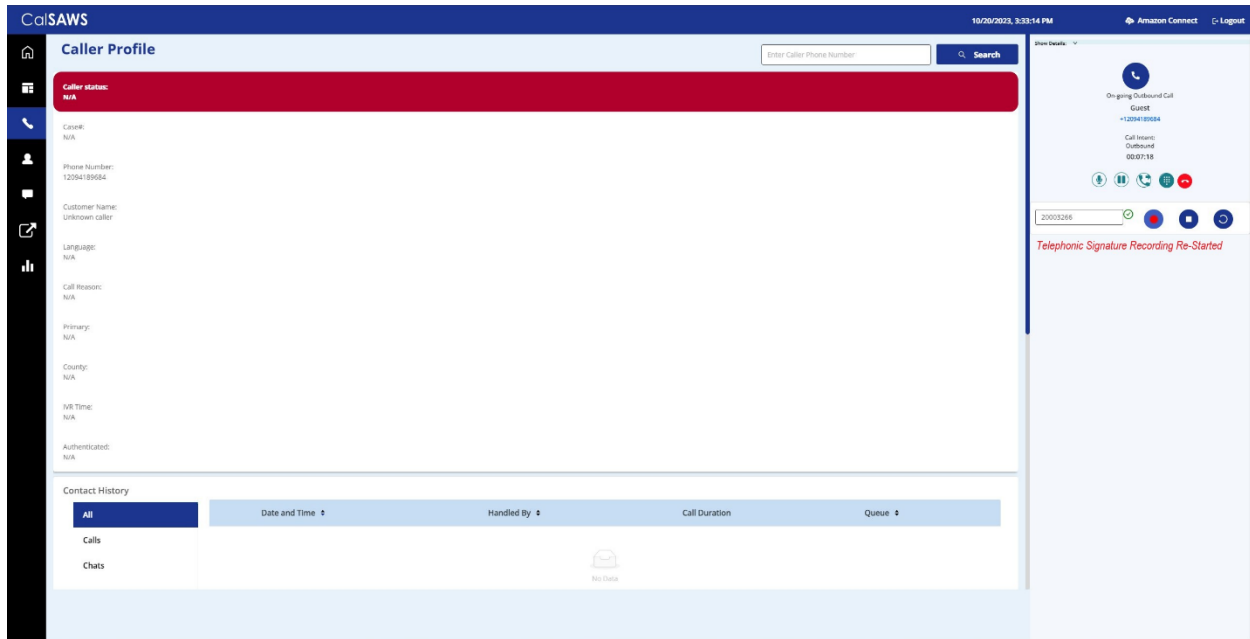 CalSAWS
10/20/2023, 3:33:14 PM
Amazon Connect
Logout
Caller Profile
Enter Caller Phone Number
Search
Caller status:
N/A
Case#:
N/A
Phone Number:
12094189684
Customer Name:
Unknown caller
Language:
N/A
Call Reason:
N/A
Primary:
N/A
County:
N/A
IVR Time:
N/A
Authenticated:
N/A
Contact History
All
Calls
Chats
Date and Time
Handled By
Call Duration
Queue
No Data
Show Details:
On-going Outbound Call
Guest
+12094189684
Call Intent:
Outbound
00:07:18
20003266
Telephonic Signature Recording Re-Started